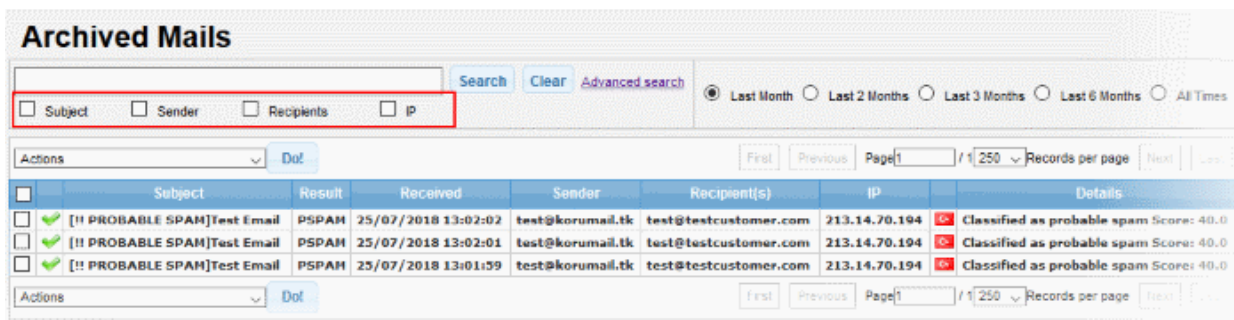 Archived Mails
Search Clear Advanced search
Last Month Last 2 Months Last 3 Months Last 6 Months All Times
Subject Sender Recipients IP
Actions Do! First Previous Page 1 / 1 250 Records per page Next
Subject Result Received Sender Recipient(s) IP Details
[!! PROBABLE SPAM]Test Email PSPAM 25/07/2018 13:02:02 test@korumail.tk test@testcustomer.com 213.14.70.194 Classified as probable spam Score: 40.0
[!! PROBABLE SPAM]Test Email PSPAM 25/07/2018 13:02:01 test@korumail.tk test@testcustomer.com 213.14.70.194 Classified as probable spam Score: 40.0
[!! PROBABLE SPAM]Test Email PSPAM 25/07/2018 13:01:59 test@korumail.tk test@testcustomer.com 213.14.70.194 Classified as probable spam Score: 40.0
Actions Do! First Previous Page 1 / 1 250 Records per page Next